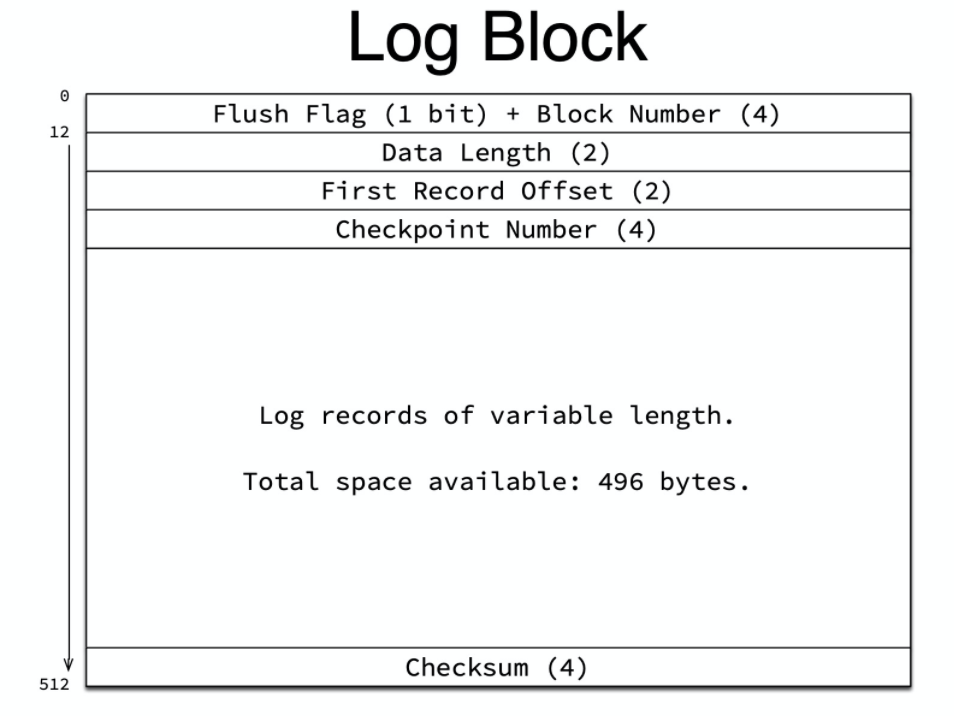 Log Block
0
Flush Flag (1 bit) + Block Number (4)
12
Data Length (2)
First Record Offset (2)
Checkpoint Number (4)
Log records of variable length.
Total space available: 496 bytes.
Checksum (4)
512